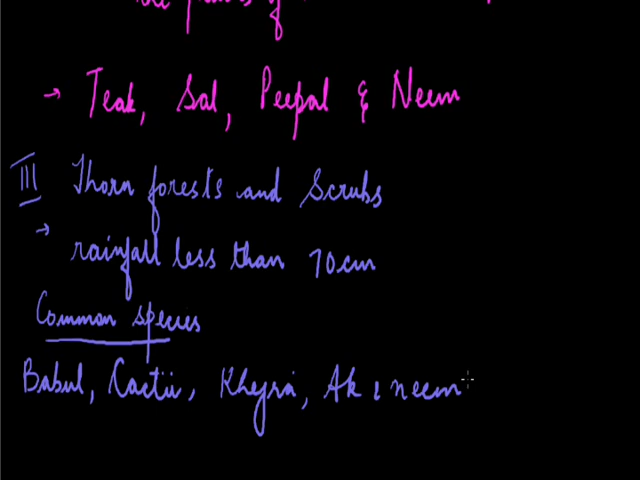 → Teak, Sal, Peepal & Neem
III Thorn forests and Scrubs
→ rainfall less than 70cm
Common species
Babul, Cactii, Khejra, Ak & neem